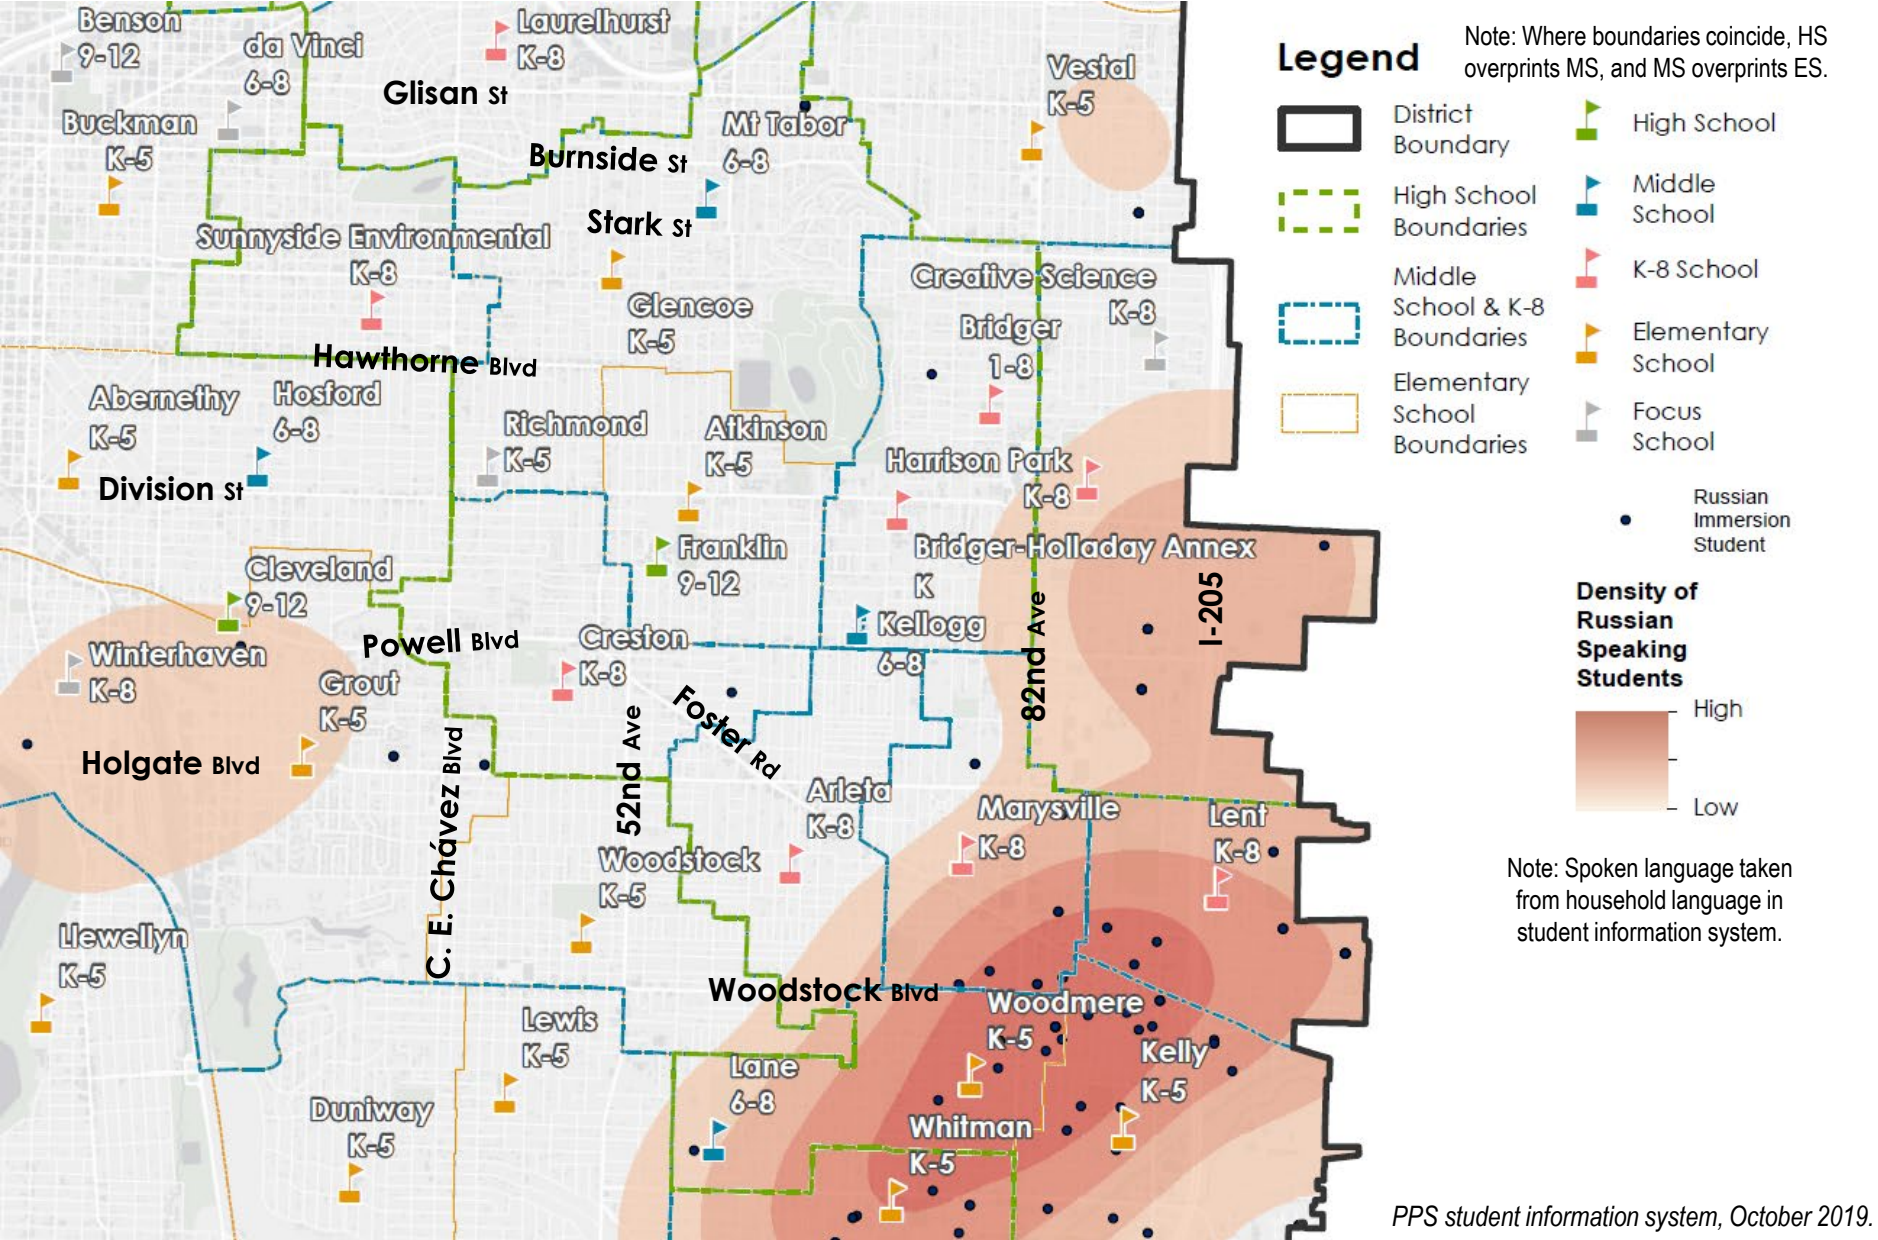 Benson
9-12
da Vinci
6-8
Laurelhurst
K-8
Glisan St
Buckman
K-5
Mt Tabor
6-8
Vestal
K-5
Burnside St
Stark St
Sunnyside Environmental
K-8
Glencoe
K-5
Creative Science
K-8
Bridger
1-8
Hawthorne Blvd
Abernethy
K-5
Hosford
6-8
Richmond
K-5
Atkinson
K-5
Harrison Park
K-8
Division St
Franklin
9-12
Bridger-Holladay Annex
K
Cleveland
9-12
I-205
82nd Ave
Kellogg
6-8
Powell Blvd
Creston
K-8
Winterhaven
K-8
Grout
K-5
Foster Rd
52nd Ave
C. E. Chávez Blvd
Holgate Blvd
Arleta
K-8
Marysville
K-8
Lent
K-8
Woodstock
K-5
Llewellyn
K-5
Woodstock Blvd
Woodmere
K-5
Lewis
K-5
Kelly
K-5
Lane
6-8
Duniway
K-5
Whitman
K-5
Legend
Note: Where boundaries coincide, HS
overprints MS, and MS overprints ES.
District
Boundary
High School
Boundaries
Middle
School & K-8
Boundaries
Elementary
School
Boundaries
High School
Middle
School
K-8 School
Elementary
School
Focus
School
Russian
Immersion
Student
Density of
Russian
Speaking
Students
High
Low
Note: Spoken language taken
from household language in
student information system.
PPS student information system, October 2019.